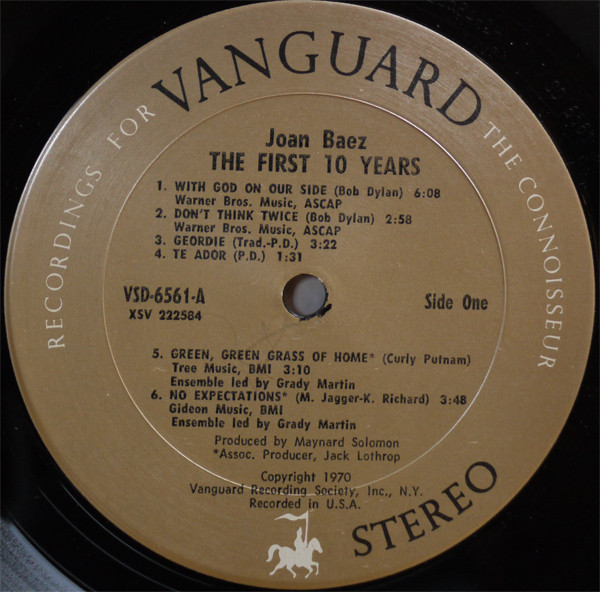 RECORDINGS FOR VANGUARD THE CONNOISSEUR
Joan Baez
THE FIRST 10 YEARS
1. WITH GOD ON OUR SIDE (Bob Dylan) 6:08
Warner Bros. Music, ASCAP
2. DON'T THINK TWICE (Bob Dylan) 2:58
Warner Bros. Music, ASCAP
3. GEORDIE (Trad.-P.D.) 3:22
4. TE ADOR (P.D.) 1:31
VSD-6561-A
XSV 222584
Side One
5. GREEN, GREEN GRASS OF HOME* (Curly Putnam)
Tree Music, BMI 3:10
Ensemble led by Grady Martin
6. NO EXPECTATIONS* (M. Jagger-K. Richard) 3:48
Gideon Music, BMI
Ensemble led by Grady Martin
Produced by Maynard Solomon
*Assoc. Producer, Jack Lothrop
Copyright 1970
Vanguard Recording Society, Inc., N.Y.
Recorded in U.S.A.
STEREO